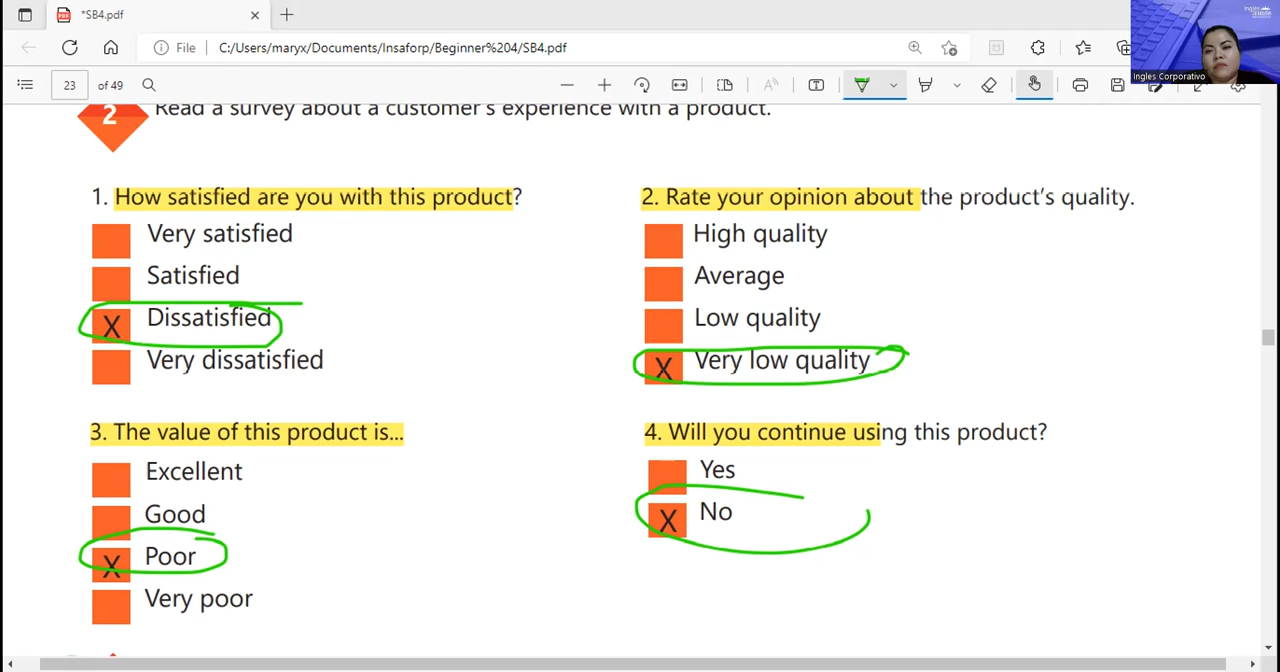 *SB4.pdf
File
C:/Users/maryx/Documents/Insaforp/Beginner%204/SB4.pdf
23 of 49
Ingles Corporativo
2 Read a survey about a customer's experience with a product.
1. How satisfied are you with this product?
Very satisfied
Satisfied
X Dissatisfied
Very dissatisfied
2. Rate your opinion about the product's quality.
High quality
Average
Low quality
X Very low quality
3. The value of this product is...
Excellent
Good
X Poor
Very poor
4. Will you continue using this product?
Yes
X No